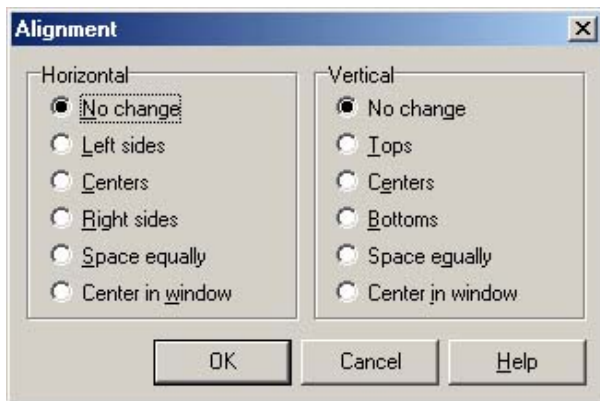 Alignment
Horizontal
No change
Left sides
Centers
Right sides
Space equally
Center in window
Vertical
No change
Tops
Centers
Bottoms
Space equally
Center in window
OK
Cancel
Help